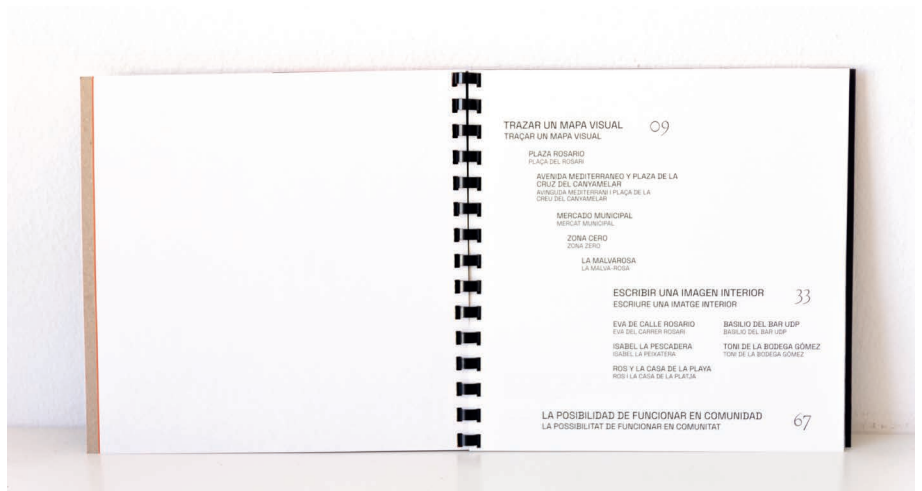 TRAZAR UN MAPA VISUAL 09
TRAÇAR UN MAPA VISUAL
PLAZA ROSARIO
PLAÇA DEL ROSARI
AVENIDA MEDITERRANEO Y PLAZA DE LA
CRUZ DEL CANYAMELAR
AVINGUDA MEDITERRANI I PLAÇA DE LA
CREU DEL CANYAMELAR
MERCADO MUNICIPAL
MERCAT MUNICIPAL
ZONA CERO
ZONA ZERO
LA MALVAROSA
LA MALVA-ROSA
ESCRIBIR UNA IMAGEN INTERIOR 33
ESCRIURE UNA IMATGE INTERIOR
EVA DE CALLE ROSARIO
EVA DEL CARRER ROSARI
BASILIO DEL BAR UDP
BASILIO DEL BAR UDP
ISABEL LA PESCADERA
ISABEL LA PEIXATERA
TONI DE LA BODEGA GÓMEZ
TONI DE LA BODEGA GÓMEZ
ROS Y LA CASA DE LA PLAYA
ROS I LA CASA DE LA PLATJA
LA POSIBILIDAD DE FUNCIONAR EN COMUNIDAD 67
LA POSSIBILITAT DE FUNCIONAR EN COMUNITAT